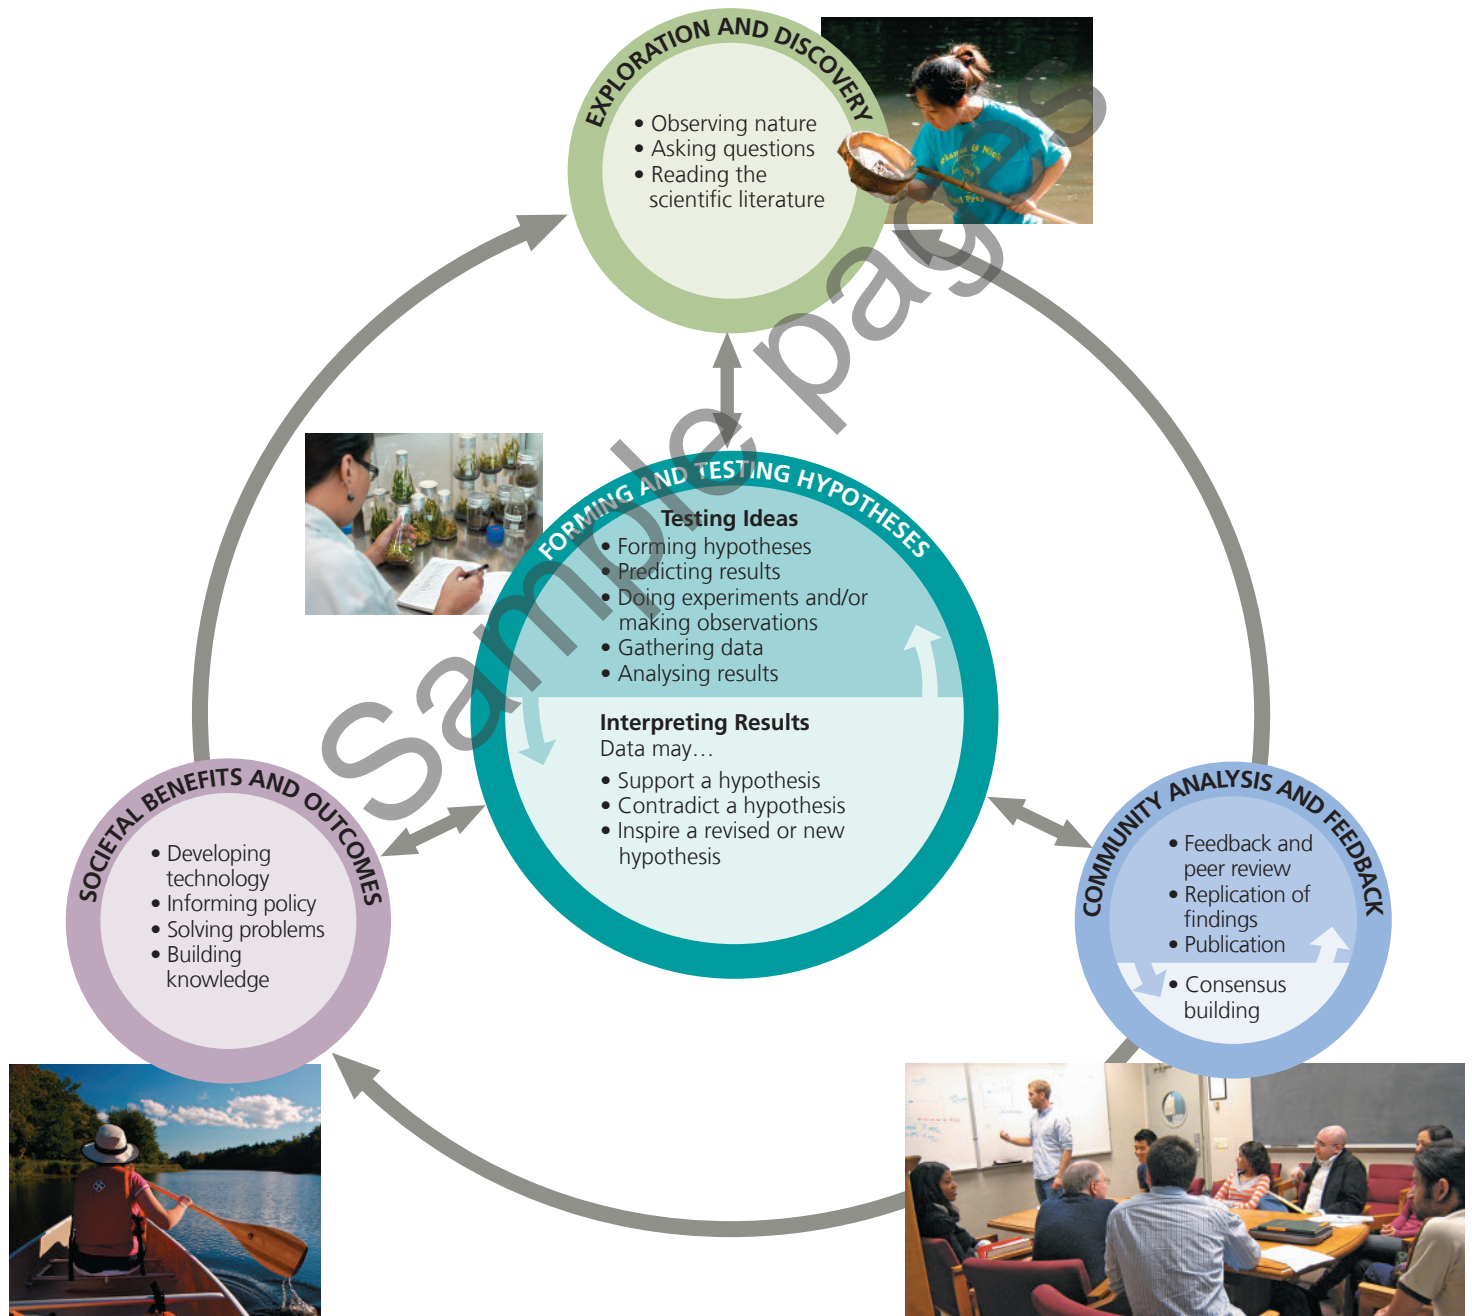 EXPLORATION AND DISCOVERY
• Observing nature
• Asking questions
• Reading the
scientific literature
FORMING AND TESTING HYPOTHESES
Testing Ideas
• Forming hypotheses
• Predicting results
• Doing experiments and/or
making observations
• Gathering data
• Analysing results
Interpreting Results
Data may…
• Support a hypothesis
• Contradict a hypothesis
• Inspire a revised or new
hypothesis
SOCIETAL BENEFITS AND OUTCOMES
• Developing
technology
• Informing policy
• Solving problems
• Building
knowledge
COMMUNITY ANALYSIS AND FEEDBACK
• Feedback and
peer review
• Replication of
findings
• Publication
• Consensus
building
Sample pages